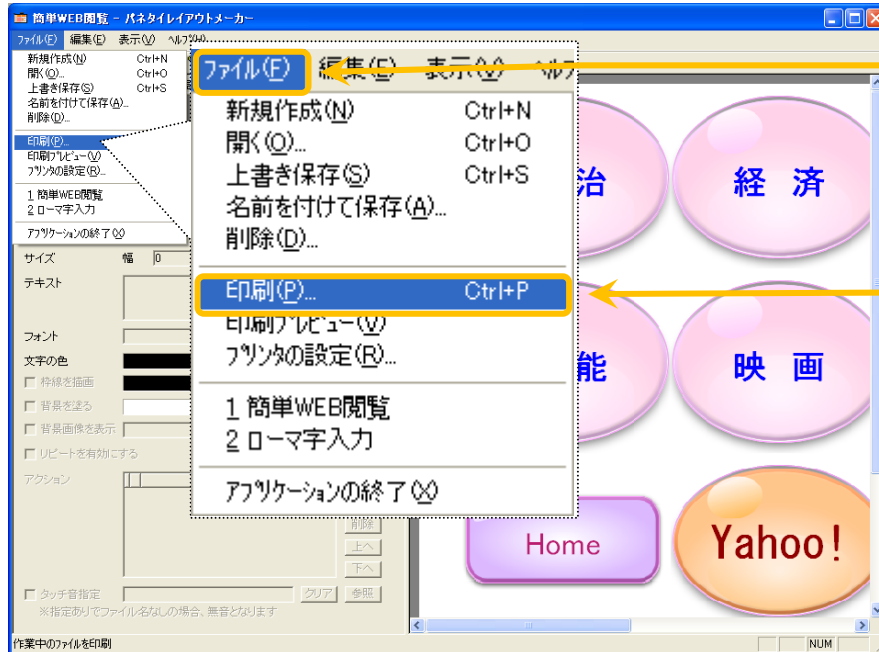 簡単WEB閲覧 - パネタイレイアウトメーカー
ファイル(F) 編集(E) 表示(V) ヘルプ(H)
新規作成(N) Ctrl+N
開く(O)... Ctrl+O
上書き保存(S) Ctrl+S
名前を付けて保存(A)...
削除(D)...
印刷(P)...
印刷プレビュー(V)
プリンタの設定(R)...
1 簡単WEB閲覧
2 ローマ字入力
アプリケーションの終了(X)
ファイル(F) 編集(E) 表示(V) ヘルプ
新規作成(N) Ctrl+N
開く(O)... Ctrl+O
上書き保存(S) Ctrl+S
名前を付けて保存(A)...
削除(D)...
印刷(P)... Ctrl+P
印刷プレビュー(V)
プリンタの設定(R)...
1 簡単WEB閲覧
2 ローマ字入力
アプリケーションの終了(X)
サイズ 幅 0
テキスト
フォント
文字の色
枠線を描画
背景を塗る
背景画像を表示
リピートを有効にする
アクション
削除
上へ
下へ
タッチ音指定 クリア 参照
※指定ありでファイル名なしの場合、無音となります
治 経 済
能 映 画
Home Yahoo!
作業中のファイルを印刷 NUM